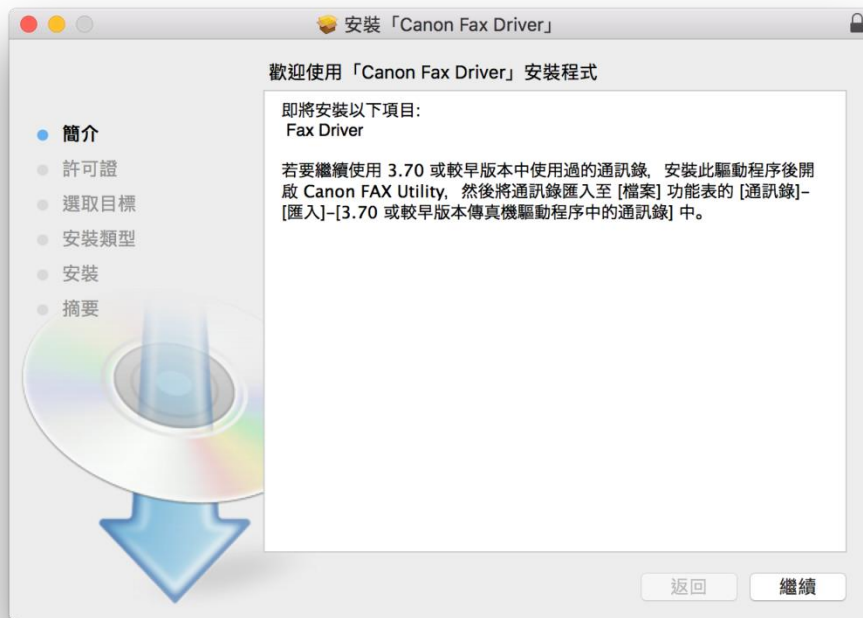 安裝「Canon Fax Driver」
歡迎使用「Canon Fax Driver」安裝程式
簡介
許可證
選取目標
安裝類型
安裝
摘要
即將安裝以下項目:
Fax Driver
若要繼續使用 3.70 或較早版本中使用過的通訊錄，安裝此驅動程序後開
啟 Canon FAX Utility，然後將通訊錄匯入至 [檔案] 功能表的 [通訊錄]-
[匯入]-[3.70 或較早版本傳真機驅動程序中的通訊錄] 中。
返回
繼續